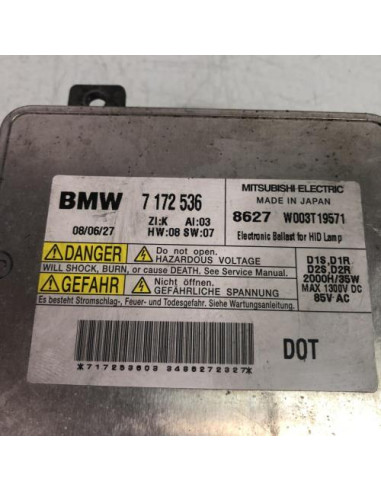 BMW 7 172 536
ZI:K AI:03
08/06/27 HW:08 SW:07
MITSUBISHI ELECTRIC
MADE IN JAPAN
8627 W003T19571
Electronic Ballast for HID Lamp
DANGER Do not open.
HAZARDOUS VOLTAGE
WILL SHOCK, BURN, or cause DEATH. See Service Manual.
GEFAHR Nicht öffnen.
GEFÄHRLICHE SPANNUNG
Es besteht Stromschlag-, Feuer- und Todesgefahr. Siehe Wartungsanleitung.
D1S,D1R
D2S,D2R
2000H/35W
MAX 1300V DC
85V AC
DOT
*717253603 3486272327*